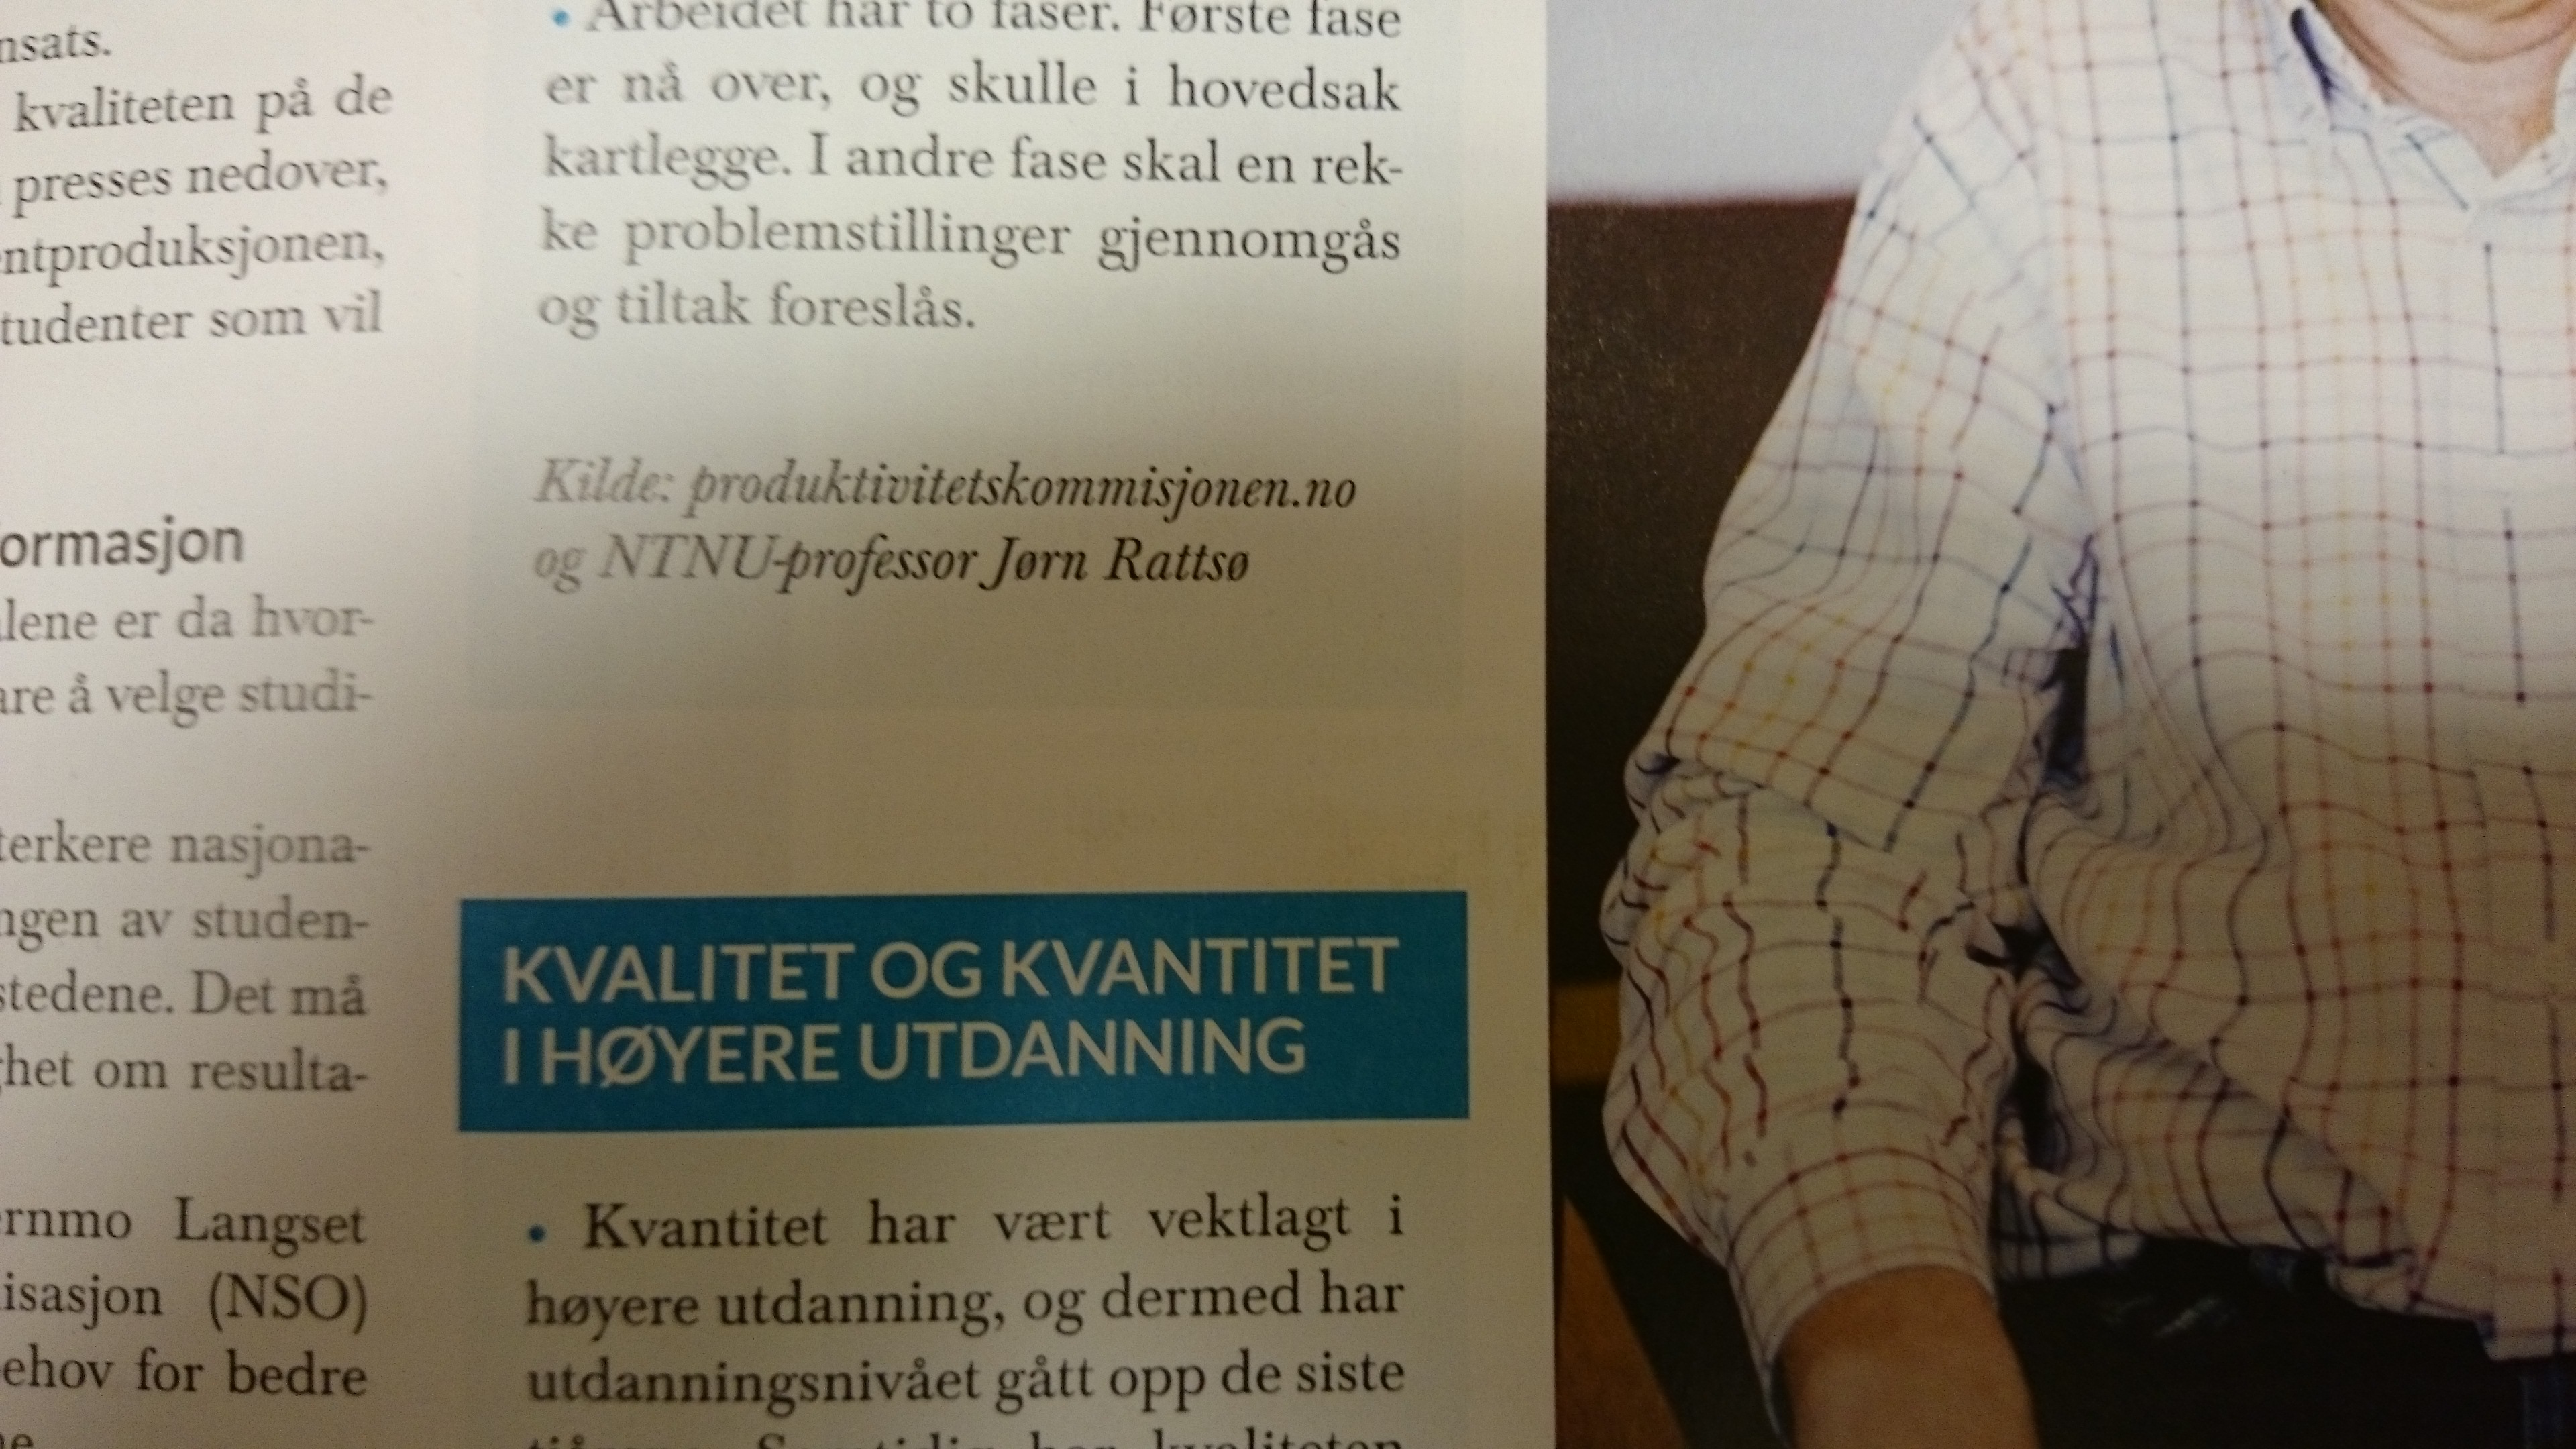 nsats.
kvaliteten på de
presses nedover,
entproduksjonen,
tudenter som vil
ormasjon
lene er da hvor-
are å velge studi-
terkere nasjona-
ngen av studen-
stedene. Det må
het om resulta-
ermo Langset
isasjon (NSO)
ehov for bedre
• Arbeidet har to faser. Første fase
er nå over, og skulle i hovedsak
kartlegge. I andre fase skal en rek-
ke problemstillinger gjennomgås
og tiltak foreslås.
Kilde: produktivitetskommisjonen.no
og NTNU-professor Jørn Rattsø
KVALITET OG KVANTITET
I HØYERE UTDANNING
• Kvantitet har vært vektlagt i
høyere utdanning, og dermed har
utdanningsnivået gått opp de siste